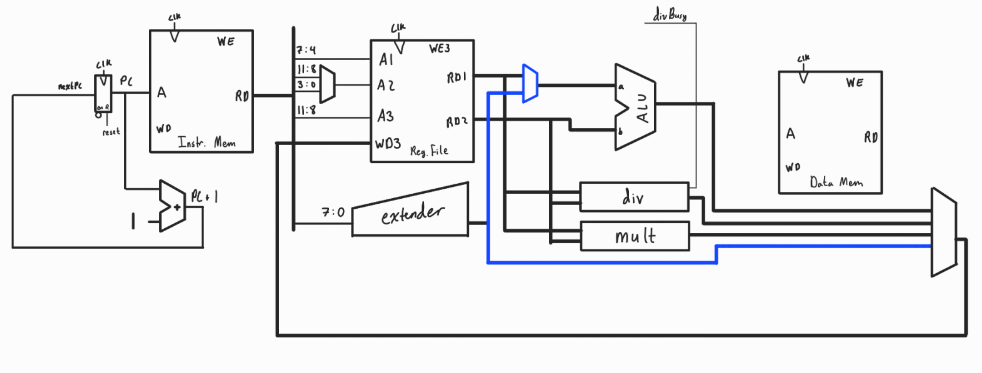 divBusy
clk
WE
A
RD
WD
Instr. Mem
clk
nextPC
PC
reset
PC+1
+
1
7:4
11:8
3:0
11:8
7:0
clk
WE3
A1
A2
A3
WD3
RD1
RD2
Reg. File
extender
a
b
ALU
div
mult
clk
WE
A
RD
WD
Data Mem